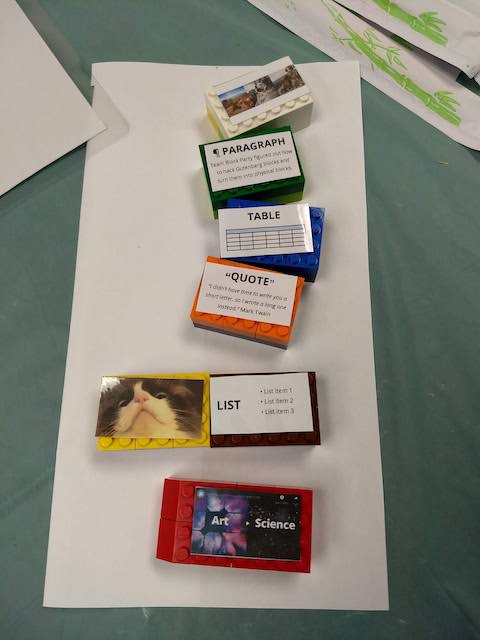 ¶ PARAGRAPH
Team Block Party figured out how
to hack Gutenberg blocks and
turn them into physical blocks.
TABLE
“QUOTE”
“I didn't have time to write you a
short letter, so I wrote a long one
instead.” Mark Twain
LIST
• List item 1
• List item 2
• List item 3
Art
Science